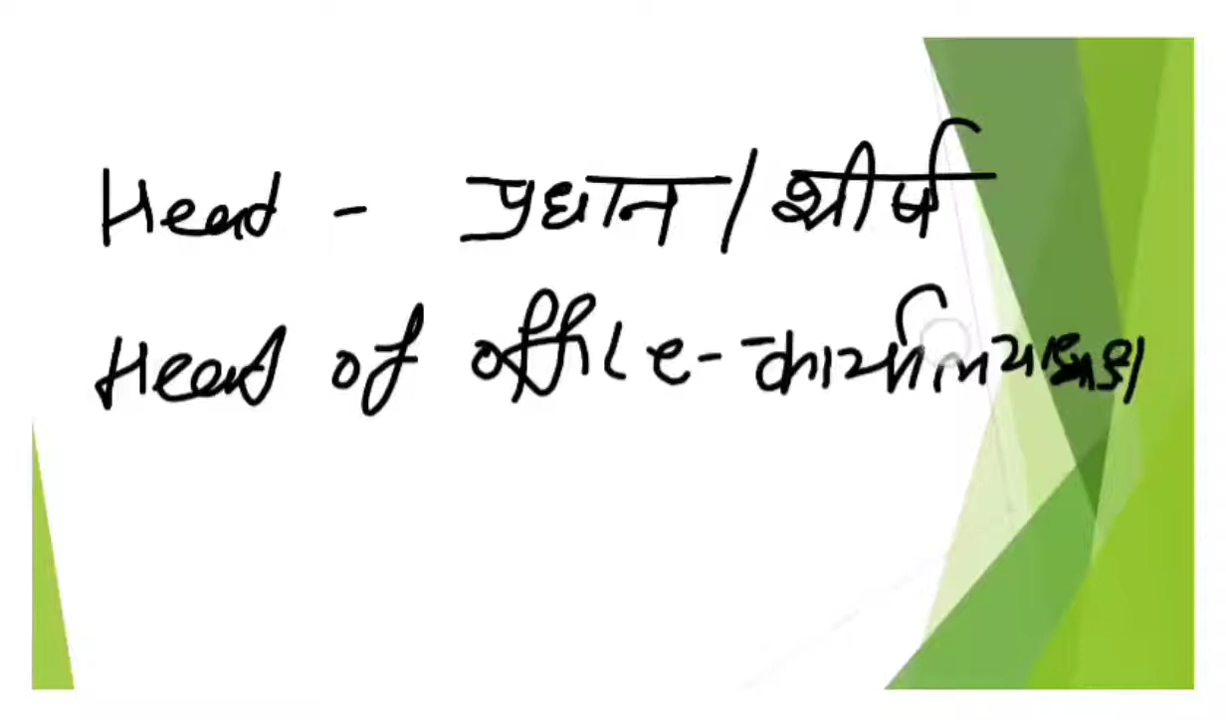 Head - प्रधान / शीर्ष
Head of office - कार्यालयाध्यक्ष